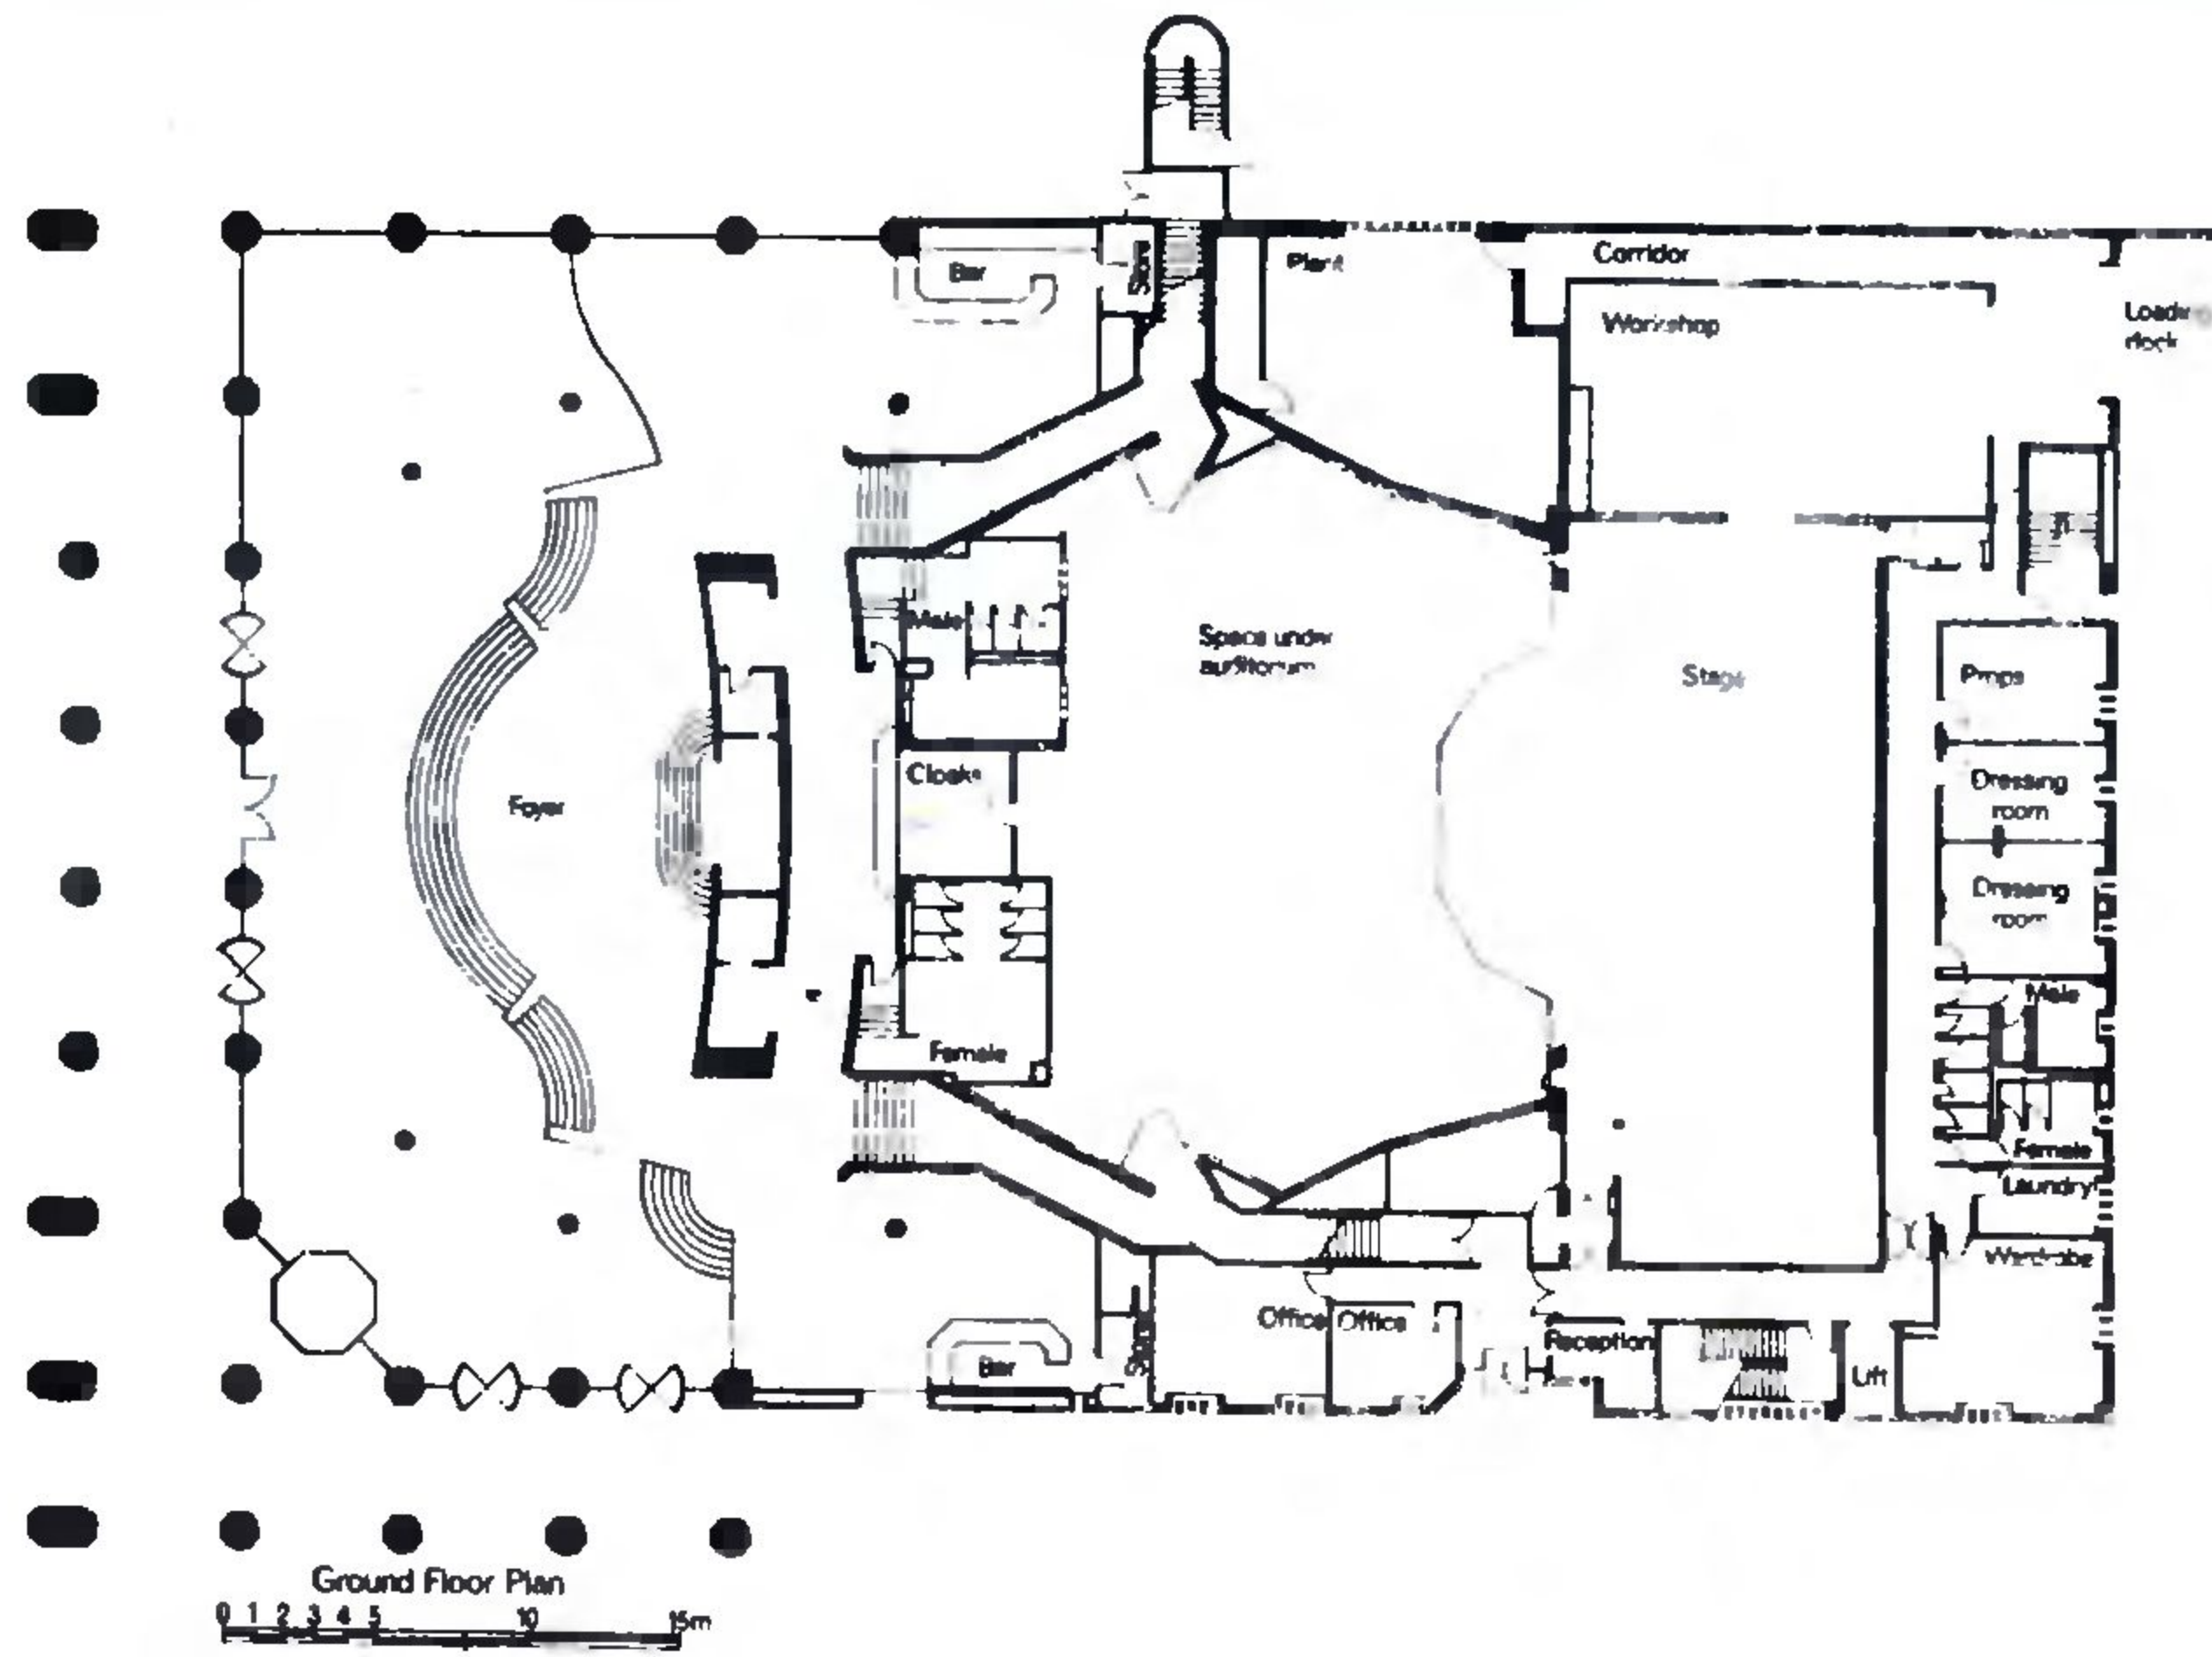 Bar
Store
Plant
Corridor
Workshop
Loading
dock
Male
Space under
auditorium
Stage
Props
Cloaks
Foyer
Dressing
room
Dressing
room
Male
Female
Female
Laundry
Wardrobe
Office
Office
Reception
Lift
Bar
Store
Ground Floor Plan
0 1 2 3 4 5 10 15m